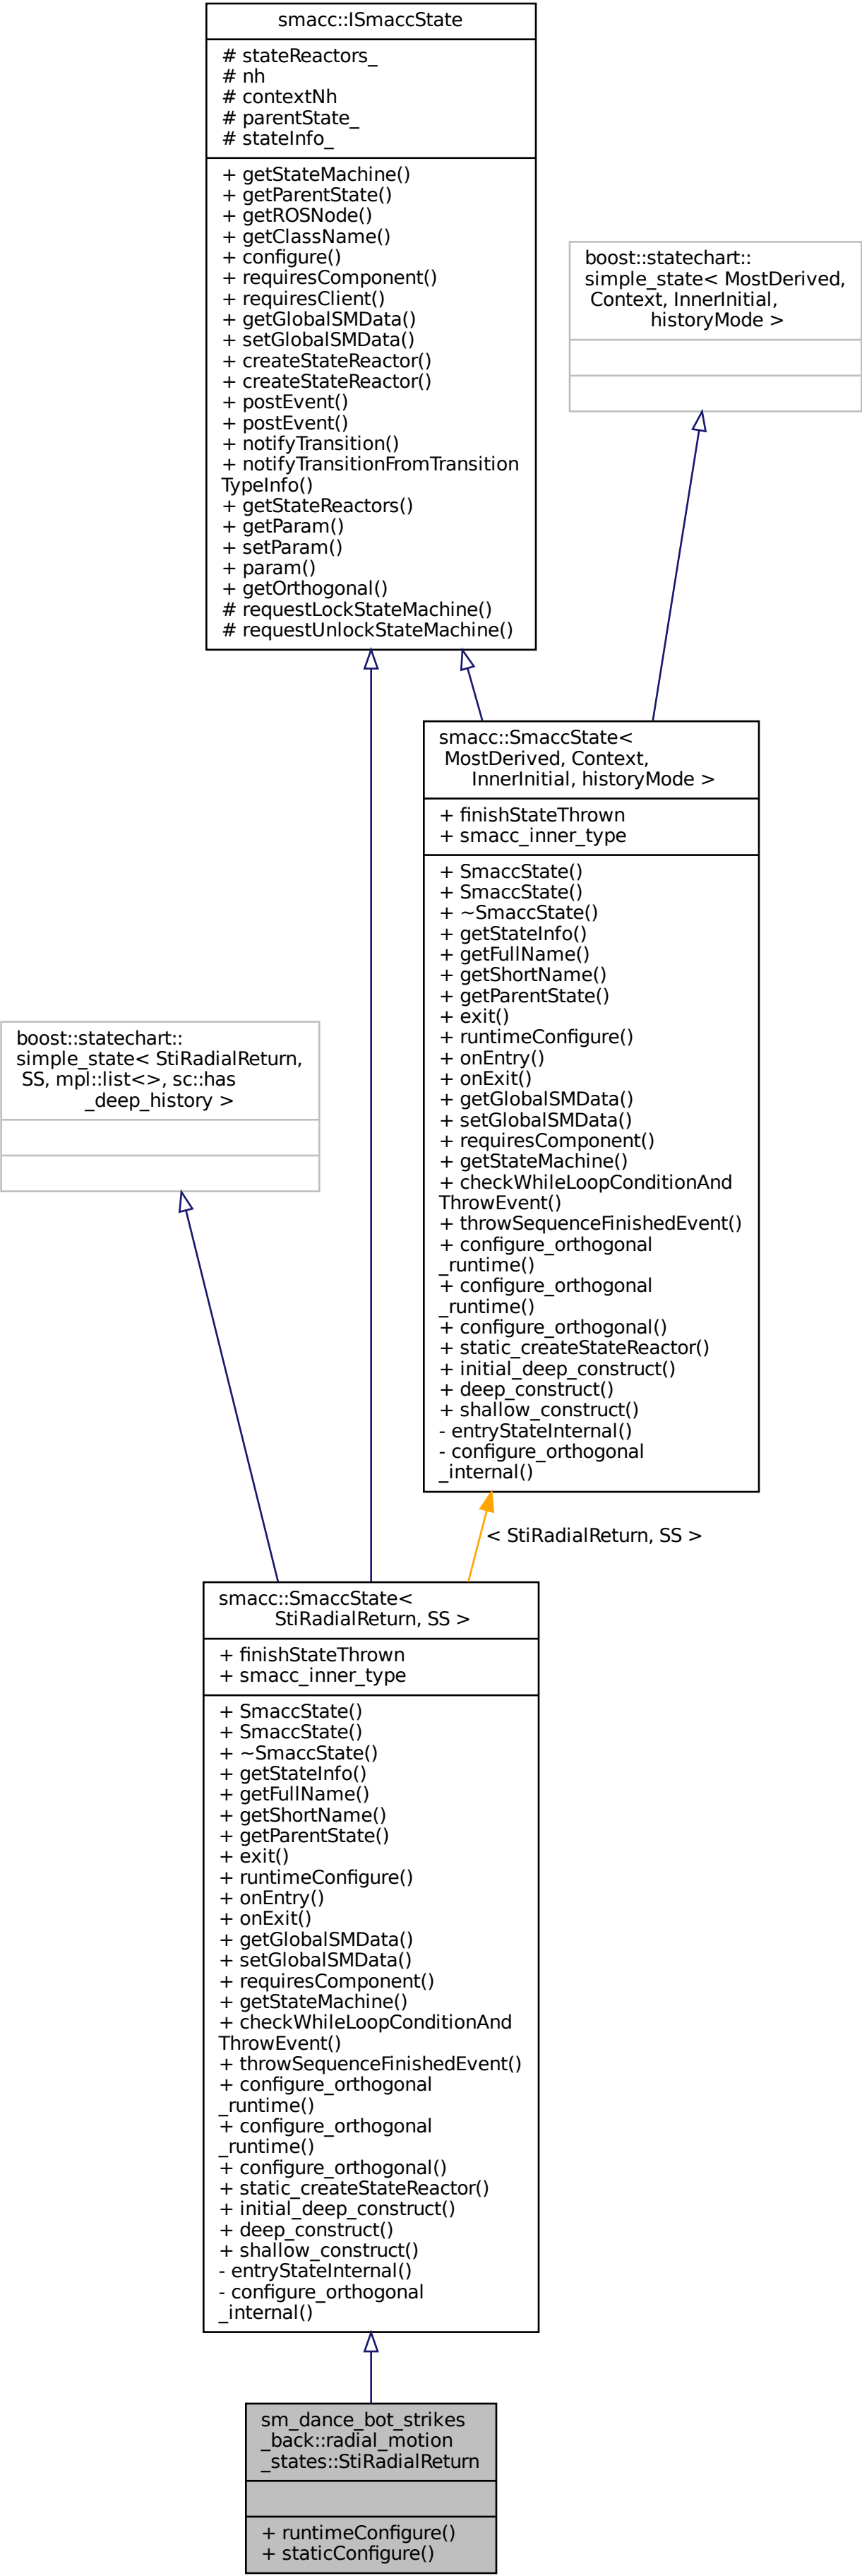 smacc::ISmaccState
# stateReactors_
# nh
# contextNh
# parentState_
# stateInfo_
+ getStateMachine()
+ getParentState()
+ getROSNode()
+ getClassName()
+ configure()
+ requiresComponent()
+ requiresClient()
+ getGlobalSMData()
+ setGlobalSMData()
+ createStateReactor()
+ createStateReactor()
+ postEvent()
+ postEvent()
+ notifyTransition()
+ notifyTransitionFromTransition
TypeInfo()
+ getStateReactors()
+ getParam()
+ setParam()
+ param()
+ getOrthogonal()
# requestLockStateMachine()
# requestUnlockStateMachine()
boost::statechart::
simple_state< MostDerived,
Context, InnerInitial,
historyMode >
smacc::SmaccState<
MostDerived, Context,
InnerInitial, historyMode >
+ finishStateThrown
+ smacc_inner_type
+ SmaccState()
+ SmaccState()
+ ~SmaccState()
+ getStateInfo()
+ getFullName()
+ getShortName()
+ getParentState()
+ exit()
+ runtimeConfigure()
+ onEntry()
+ onExit()
+ getGlobalSMData()
+ setGlobalSMData()
+ requiresComponent()
+ getStateMachine()
+ checkWhileLoopConditionAnd
ThrowEvent()
+ throwSequenceFinishedEvent()
+ configure_orthogonal
_runtime()
+ configure_orthogonal
_runtime()
+ configure_orthogonal()
+ static_createStateReactor()
+ initial_deep_construct()
+ deep_construct()
+ shallow_construct()
- entryStateInternal()
- configure_orthogonal
_internal()
boost::statechart::
simple_state< StiRadialReturn,
SS, mpl::list<>, sc::has
_deep_history >
< StiRadialReturn, SS >
smacc::SmaccState<
StiRadialReturn, SS >
+ finishStateThrown
+ smacc_inner_type
+ SmaccState()
+ SmaccState()
+ ~SmaccState()
+ getStateInfo()
+ getFullName()
+ getShortName()
+ getParentState()
+ exit()
+ runtimeConfigure()
+ onEntry()
+ onExit()
+ getGlobalSMData()
+ setGlobalSMData()
+ requiresComponent()
+ getStateMachine()
+ checkWhileLoopConditionAnd
ThrowEvent()
+ throwSequenceFinishedEvent()
+ configure_orthogonal
_runtime()
+ configure_orthogonal
_runtime()
+ configure_orthogonal()
+ static_createStateReactor()
+ initial_deep_construct()
+ deep_construct()
+ shallow_construct()
- entryStateInternal()
- configure_orthogonal
_internal()
sm_dance_bot_strikes
_back::radial_motion
_states::StiRadialReturn
+ runtimeConfigure()
+ staticConfigure()